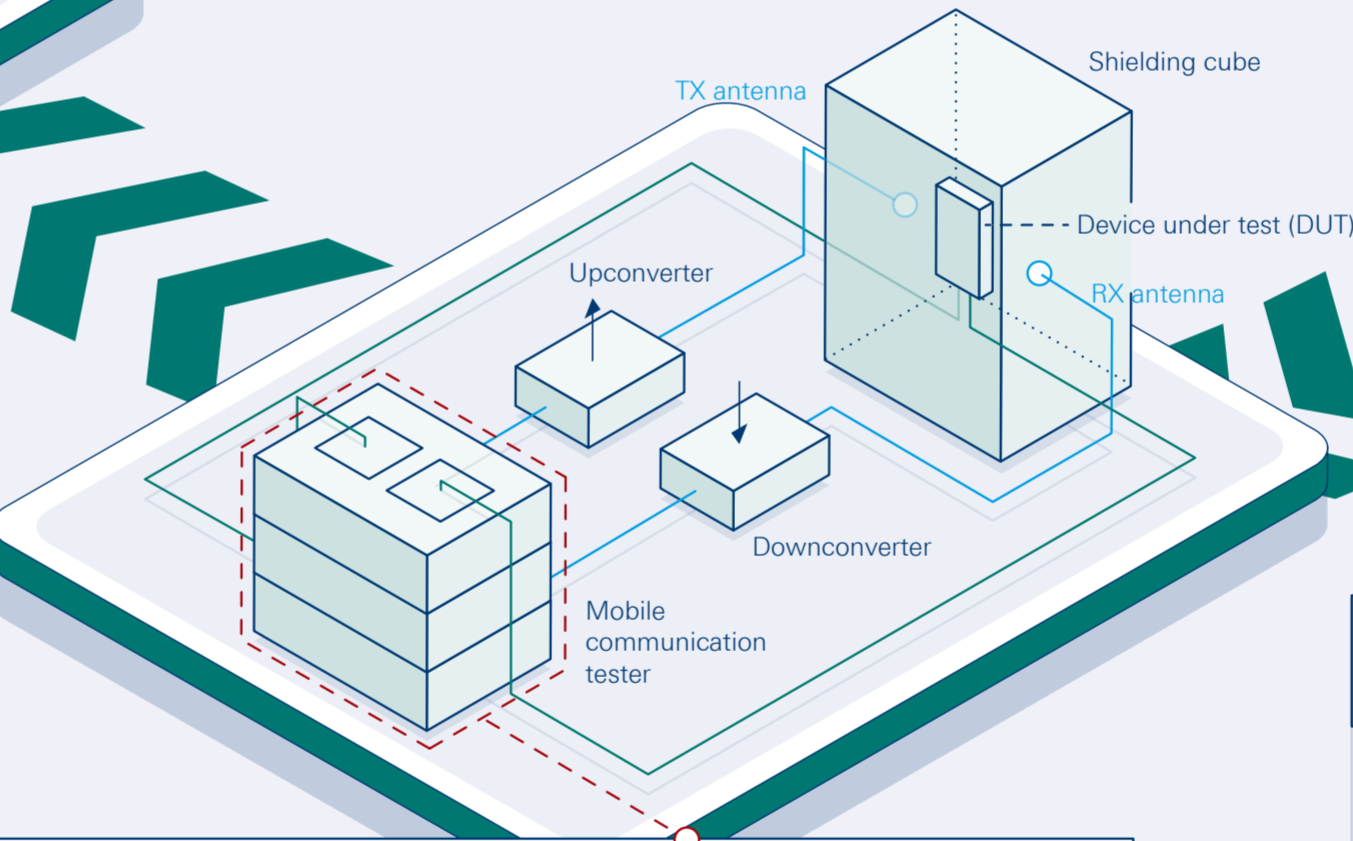 Shielding cube
TX antenna
Device under test (DUT)
Upconverter
RX antenna
Downconverter
Mobile
communication
tester